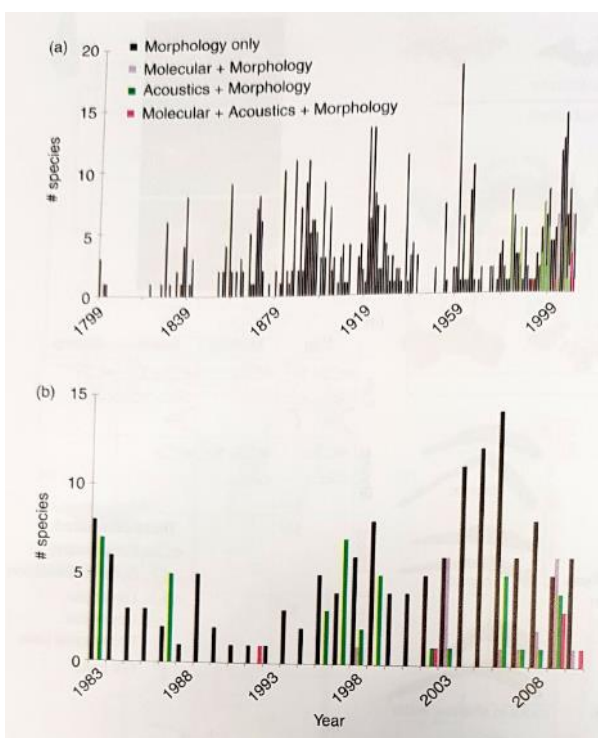 (a)
20
15
10
5
0
# species
Morphology only
Molecular + Morphology
Acoustics + Morphology
Molecular + Acoustics + Morphology
1799
1839
1879
1919
1959
1999
(b)
15
10
5
0
# species
1983
1988
1993
1998
2003
2008
Year